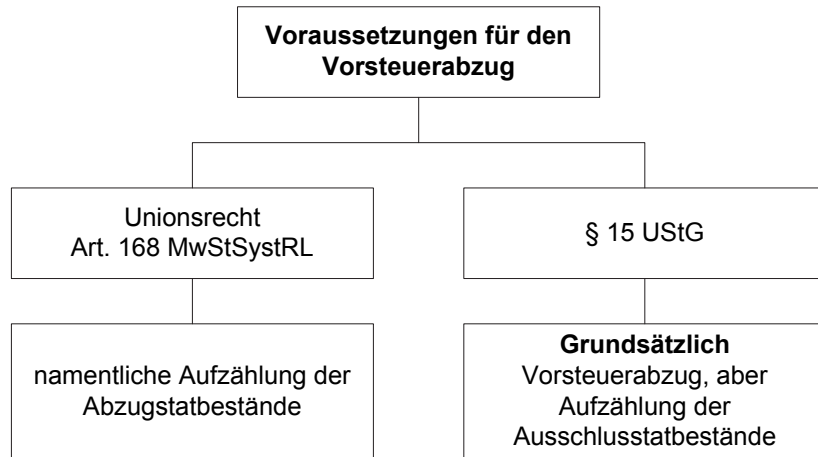 Voraussetzungen für den
Vorsteuerabzug
Unionsrecht
Art. 168 MwStSystRL
§ 15 UStG
namentliche Aufzählung der
Abzugstatbestände
Grundsätzlich
Vorsteuerabzug, aber
Aufzählung der
Ausschlusstatbestände